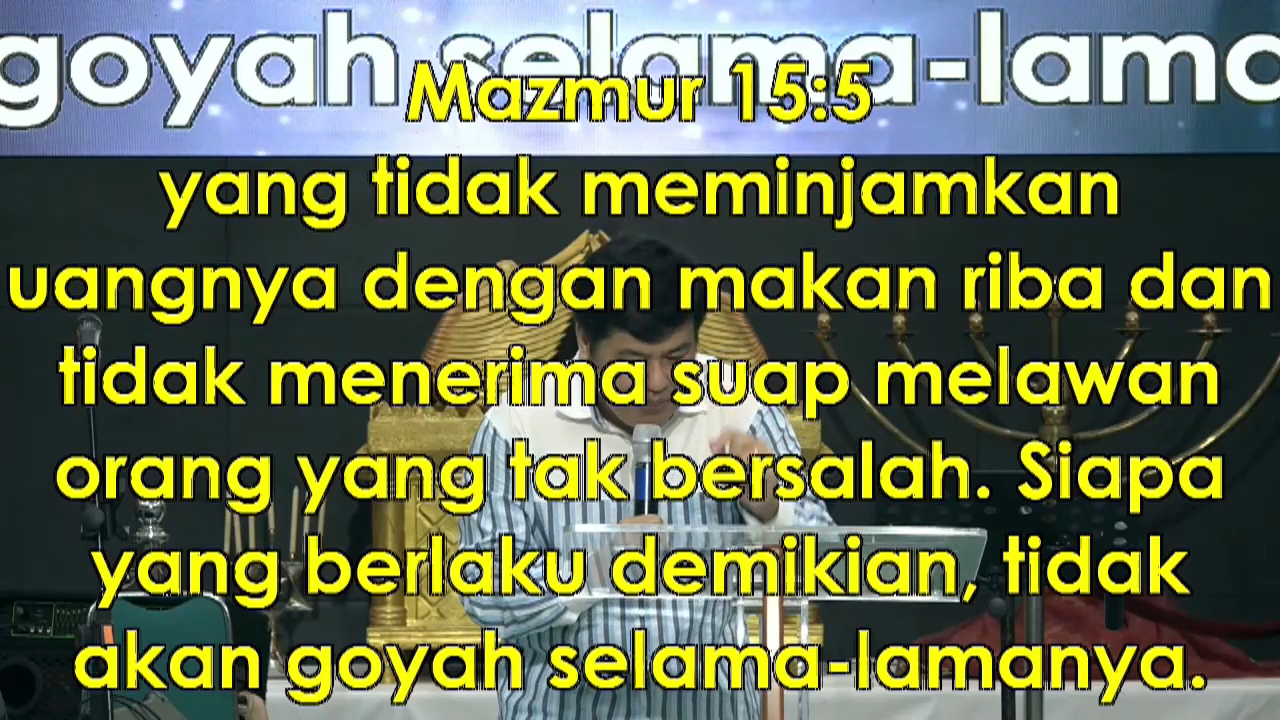 goyah selama-lama
Mazmur 15:5
yang tidak meminjamkan
uangnya dengan makan riba dan
tidak menerima suap melawan
orang yang tak bersalah. Siapa
yang berlaku demikian, tidak
akan goyah selama-lamanya.